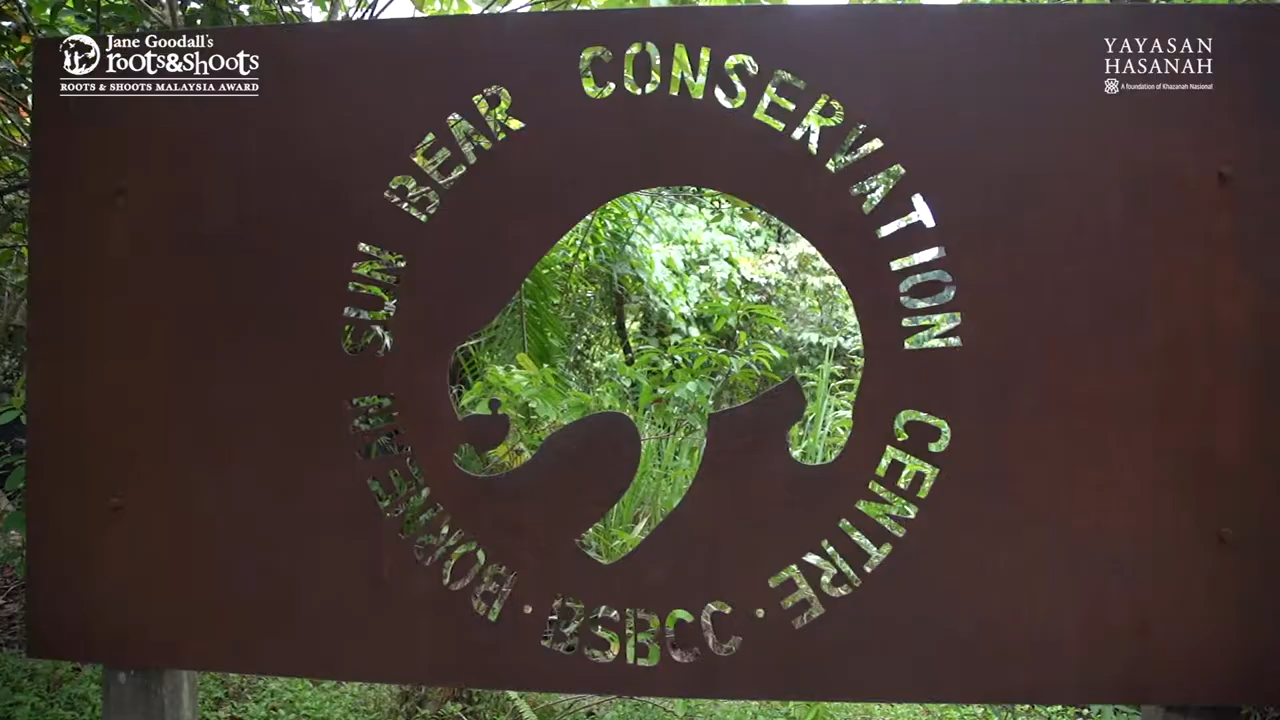 Jane Goodall's
roots&shoots
ROOTS & SHOOTS MALAYSIA AWARD
YAYASAN
HASANAH
A foundation of Khazanah Nasional
BORNEAN SUN BEAR CONSERVATION CENTRE
· BSBCC ·